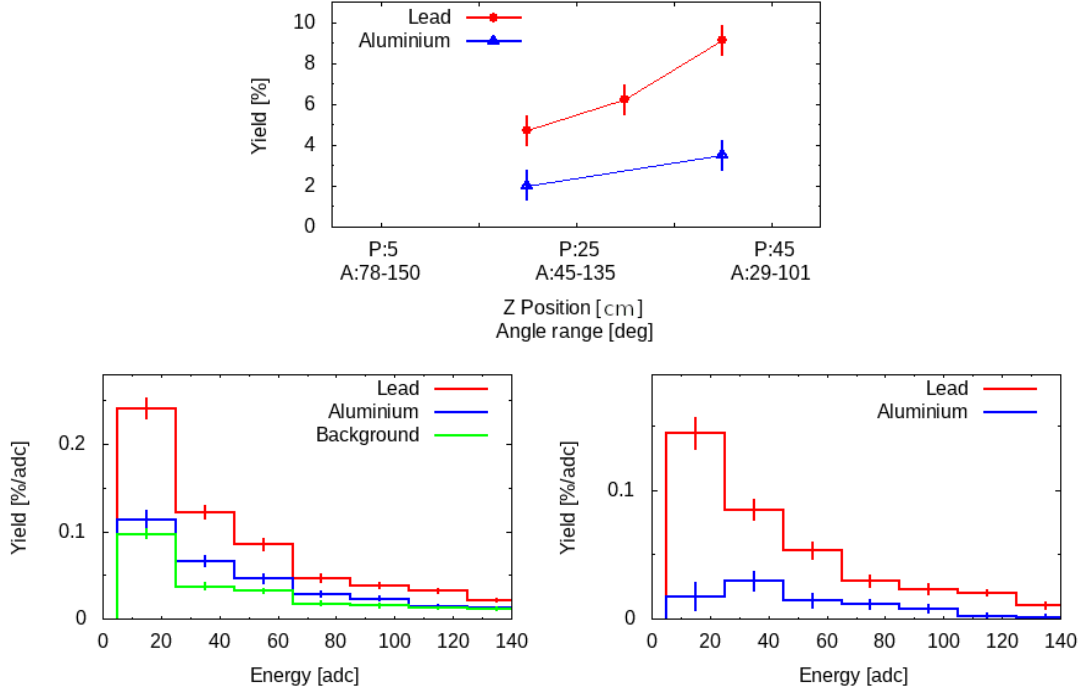 Lead
Aluminium
Yield [%]
10
8
6
4
2
0
P:5 P:25 P:45
A:78-150 A:45-135 A:29-101
Z Position [cm]
Angle range [deg]
Lead
Aluminium
Background
Yield [%/adc]
0.2
0.1
0
0 20 40 60 80 100 120 140
Energy [adc]
Lead
Aluminium
Yield [%/adc]
0.1
0
0 20 40 60 80 100 120 140
Energy [adc]